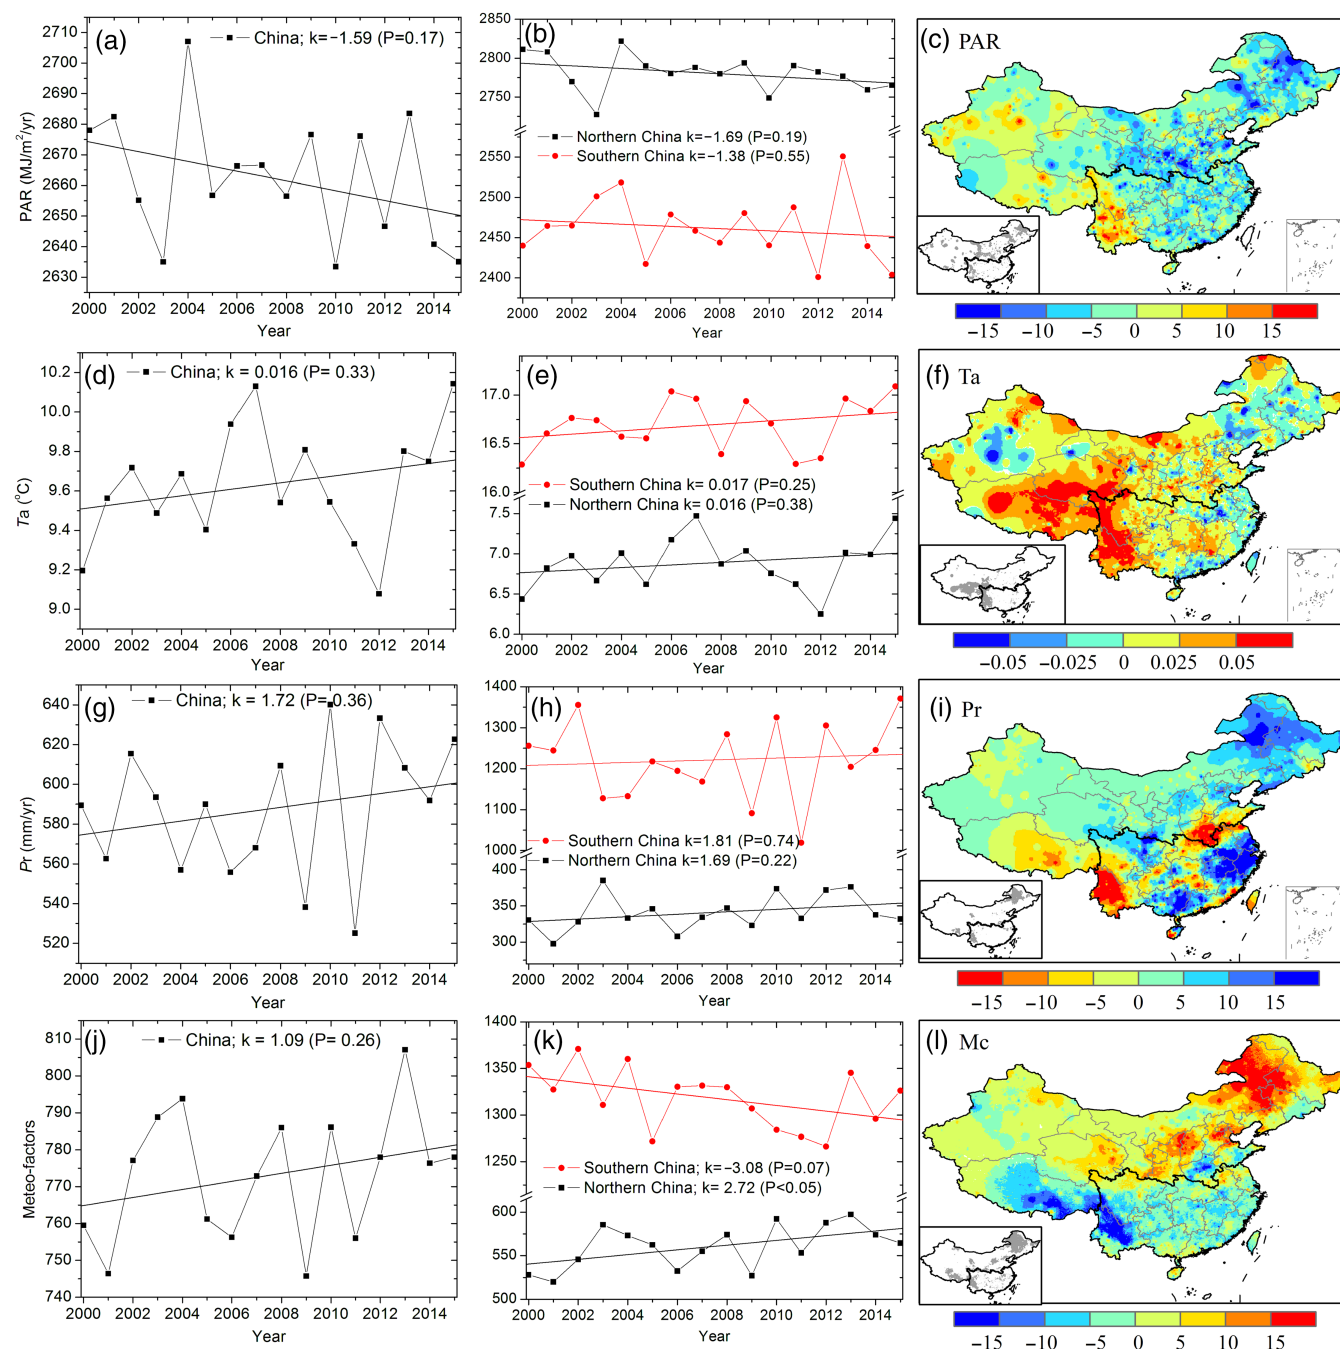 (a)
China; k=−1.59 (P=0.17)
PAR (MJ/m²/yr)
2710
2700
2690
2680
2670
2660
2650
2640
2630
2000 2002 2004 2006 2008 2010 2012 2014
Year
(b)
2850
2800
2750
Northern China k=−1.69 (P=0.19)
Southern China k=−1.38 (P=0.55)
2550
2500
2450
2400
2000 2002 2004 2006 2008 2010 2012 2014
Year
(c) PAR
−15 −10 −5 0 5 10 15
(d)
China; k = 0.016 (P= 0.33)
Ta (°C)
10.2
10.0
9.8
9.6
9.4
9.2
9.0
2000 2002 2004 2006 2008 2010 2012 2014
Year
(e)
17.0
16.5
16.0
Southern China k= 0.017 (P=0.25)
Northern China k= 0.016 (P=0.38)
7.5
7.0
6.5
6.0
2000 2002 2004 2006 2008 2010 2012 2014
Year
(f) Ta
−0.05 −0.025 0 0.025 0.05
(g)
China; k = 1.72 (P= 0.36)
Pr (mm/yr)
640
620
600
580
560
540
520
2000 2002 2004 2006 2008 2010 2012 2014
Year
(h)
1400
1300
1200
1100
1000
Southern China k=1.81 (P=0.74)
Northern China k=1.69 (P=0.22)
400
350
300
2000 2002 2004 2006 2008 2010 2012 2014
Year
(i) Pr
−15 −10 −5 0 5 10 15
(j)
China; k = 1.09 (P= 0.26)
Meteo-factors
810
800
790
780
770
760
750
740
2000 2002 2004 2006 2008 2010 2012 2014
Year
(k)
1400
1350
1300
1250
Southern China; k=−3.08 (P=0.07)
Northern China; k= 2.72 (P<0.05)
600
550
500
2000 2002 2004 2006 2008 2010 2012 2014
Year
(l) Mc
−15 −10 −5 0 5 10 15